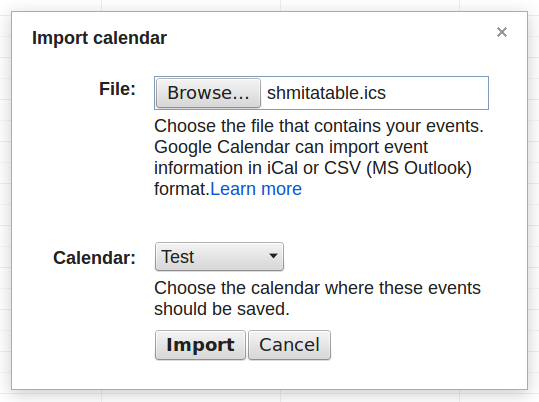 Import calendar ×
File: Browse... shmitatable.ics
Choose the file that contains your events.
Google Calendar can import event
information in iCal or CSV (MS Outlook)
format.Learn more
Calendar: Test
Choose the calendar where these events
should be saved.
Import Cancel